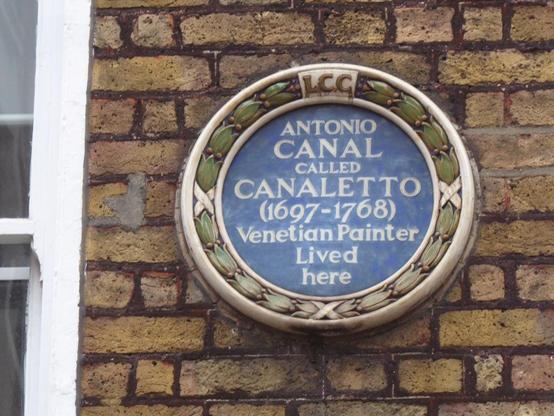 LCC
ANTONIO
CANAL
CALLED
CANALETTO
(1697-1768)
Venetian Painter
Lived
here